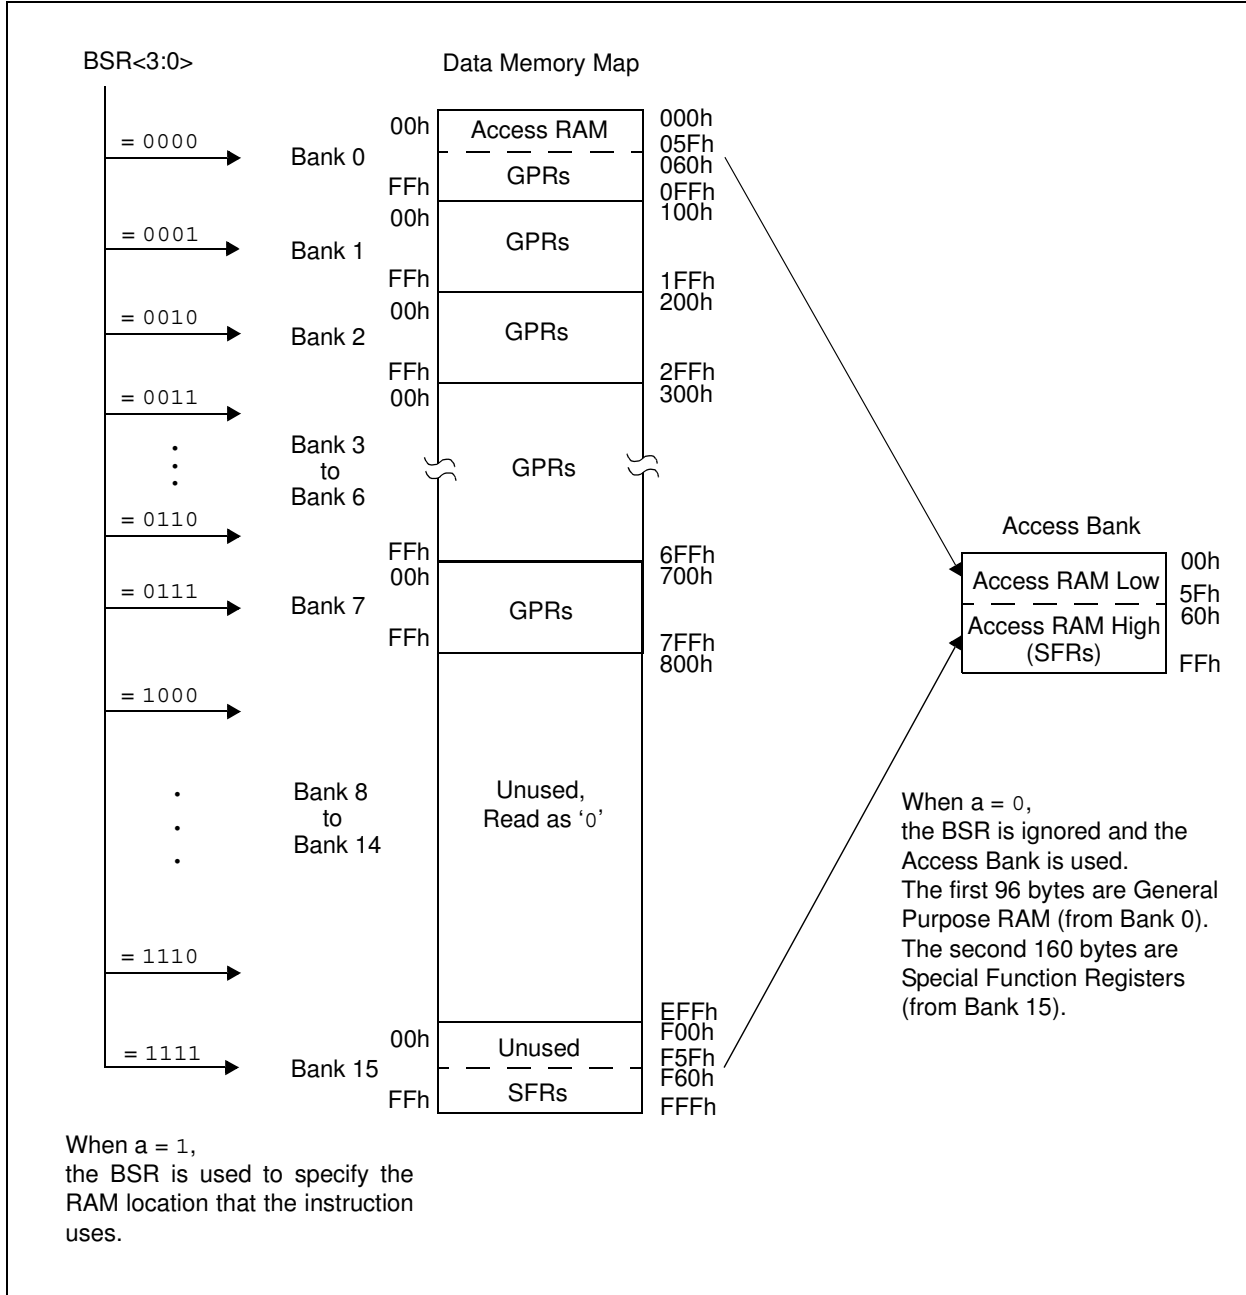 BSR<3:0>
Data Memory Map
= 0000
Bank 0
00h
Access RAM
000h
05Fh
060h
FFh
GPRs
0FFh
= 0001
Bank 1
00h
GPRs
100h
FFh
1FFh
= 0010
Bank 2
00h
GPRs
200h
FFh
2FFh
= 0011
00h
300h
Bank 3
to
Bank 6
GPRs
= 0110
FFh
6FFh
= 0111
Bank 7
00h
GPRs
700h
FFh
7FFh
= 1000
800h
Bank 8
to
Bank 14
Unused,
Read as ‘0’
= 1110
EFFh
= 1111
Bank 15
00h
Unused
F00h
F5Fh
F60h
FFh
SFRs
FFFh
Access Bank
Access RAM Low
00h
5Fh
Access RAM High
(SFRs)
60h
FFh
When a = 0,
the BSR is ignored and the
Access Bank is used.
The first 96 bytes are General
Purpose RAM (from Bank 0).
The second 160 bytes are
Special Function Registers
(from Bank 15).
When a = 1,
the BSR is used to specify the
RAM location that the instruction
uses.